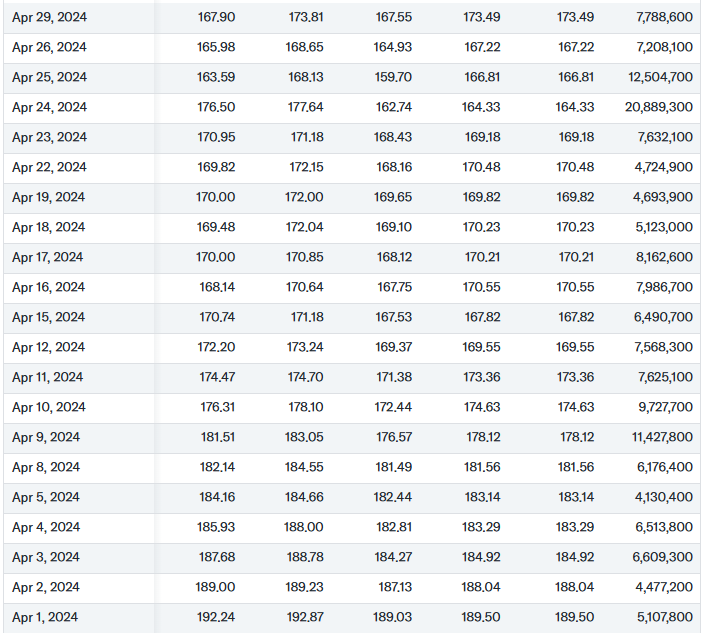 Apr 29, 2024 167.90 173.81 167.55 173.49 173.49 7,788,600
Apr 26, 2024 165.98 168.65 164.93 167.22 167.22 7,208,100
Apr 25, 2024 163.59 168.13 159.70 166.81 166.81 12,504,700
Apr 24, 2024 176.50 177.64 162.74 164.33 164.33 20,889,300
Apr 23, 2024 170.95 171.18 168.43 169.18 169.18 7,632,100
Apr 22, 2024 169.82 172.15 168.16 170.48 170.48 4,724,900
Apr 19, 2024 170.00 172.00 169.65 169.82 169.82 4,693,900
Apr 18, 2024 169.48 172.04 169.10 170.23 170.23 5,123,000
Apr 17, 2024 170.00 170.85 168.12 170.21 170.21 8,162,600
Apr 16, 2024 168.14 170.64 167.75 170.55 170.55 7,986,700
Apr 15, 2024 170.74 171.18 167.53 167.82 167.82 6,490,700
Apr 12, 2024 172.20 173.24 169.37 169.55 169.55 7,568,300
Apr 11, 2024 174.47 174.70 171.38 173.36 173.36 7,625,100
Apr 10, 2024 176.31 178.10 172.44 174.63 174.63 9,727,700
Apr 9, 2024 181.51 183.05 176.57 178.12 178.12 11,427,800
Apr 8, 2024 182.14 184.55 181.49 181.56 181.56 6,176,400
Apr 5, 2024 184.16 184.66 182.44 183.14 183.14 4,130,400
Apr 4, 2024 185.93 188.00 182.81 183.29 183.29 6,513,800
Apr 3, 2024 187.68 188.78 184.27 184.92 184.92 6,609,300
Apr 2, 2024 189.00 189.23 187.13 188.04 188.04 4,477,200
Apr 1, 2024 192.24 192.87 189.03 189.50 189.50 5,107,800